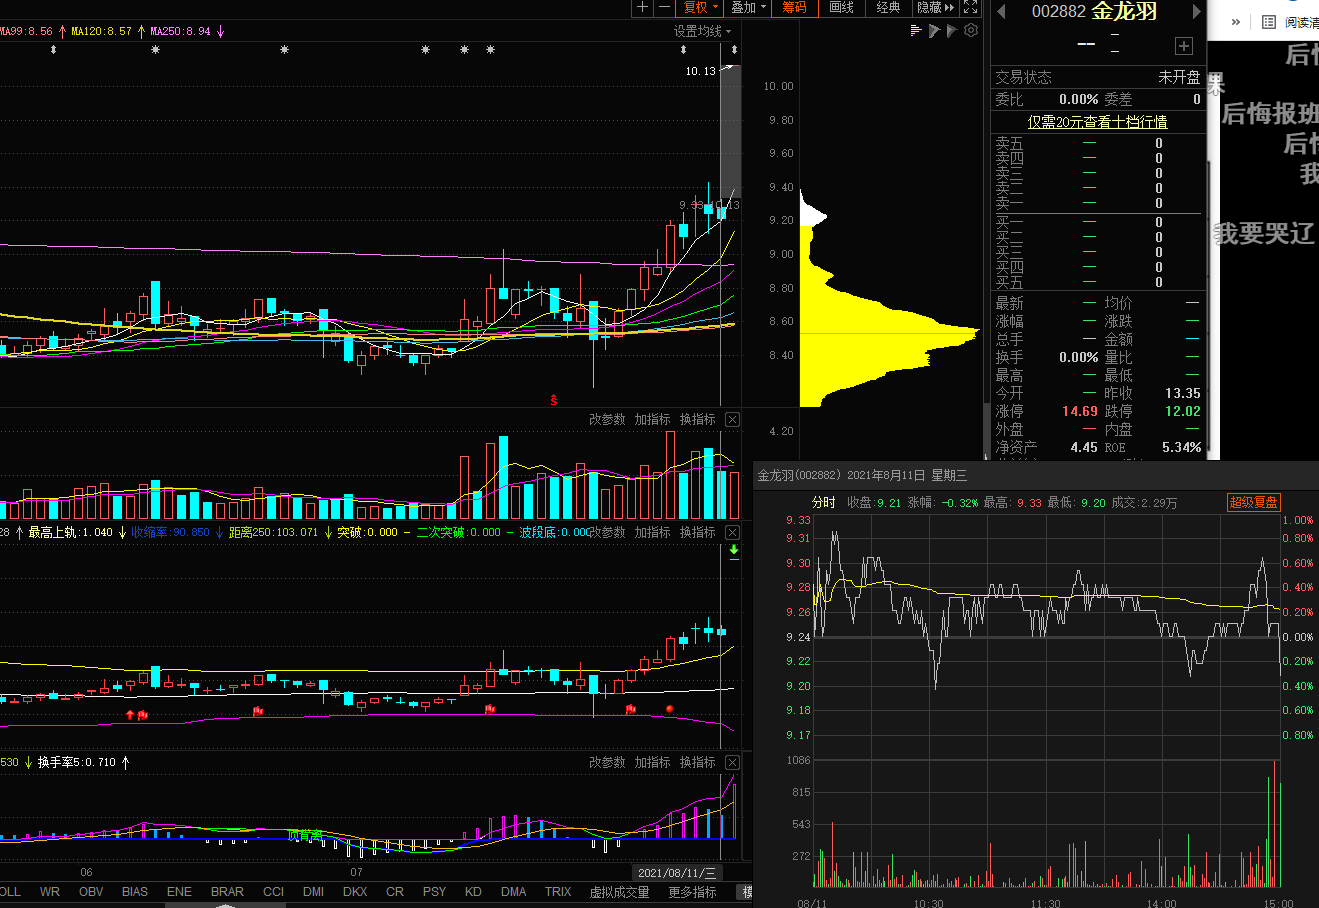 复权 叠加 筹码 画线 经典 隐藏
002882 金龙羽
阅读清
MA99:8.56 ↑ MA120:8.57 ↑ MA250:8.94 ↓
设置均线
10.13
10.00
9.80
9.60
9.40
9.20
9.00
8.80
8.60
8.40
4.20
交易状态 未开盘
委比 0.00% 委差 0
仅需20元查看十档行情
卖五 — 0
卖四 — 0
卖三 — 0
卖二 — 0
卖一 — 0
买一 — 0
买二 — 0
买三 — 0
买四 — 0
买五 — 0
最新 — 均价 —
涨幅 — 涨跌 —
总手 — 金额 —
换手 0.00% 量比 —
最高 — 最低 —
今开 — 昨收 13.35
涨停 14.69 跌停 12.02
外盘 — 内盘 —
净资产 4.45 ROE 5.34%
果
后悔报班
我要哭辽
改参数 加指标 换指标
28 ↑ 最高上轨:1.040 ↓ 收缩率:90.850 ↓ 距离250:103.071 ↓ 突破:0.000 — 二次突破:0.000 — 波段底:0.000
改参数 加指标 换指标
530 ↓ 换手率5:0.710 ↑
改参数 加指标 换指标
顶背离
06 07 2021/08/11/三
OLL WR OBV BIAS ENE BRAR CCI DMI DKX CR PSY KD DMA TRIX 虚拟成交量 更多指标
金龙羽(002882) 2021年8月11日 星期三
分时 收盘:9.21 涨幅:-0.32% 最高:9.33 最低:9.20 成交:2.29万 超级复盘
9.33 1.00%
9.31 0.80%
9.30 0.60%
9.28 0.40%
9.26 0.20%
9.24 0.00%
9.22 0.20%
9.20 0.40%
9.18 0.60%
9.17 0.80%
1086
815
543
272
08/11 10:30 11:30 14:00 15:00